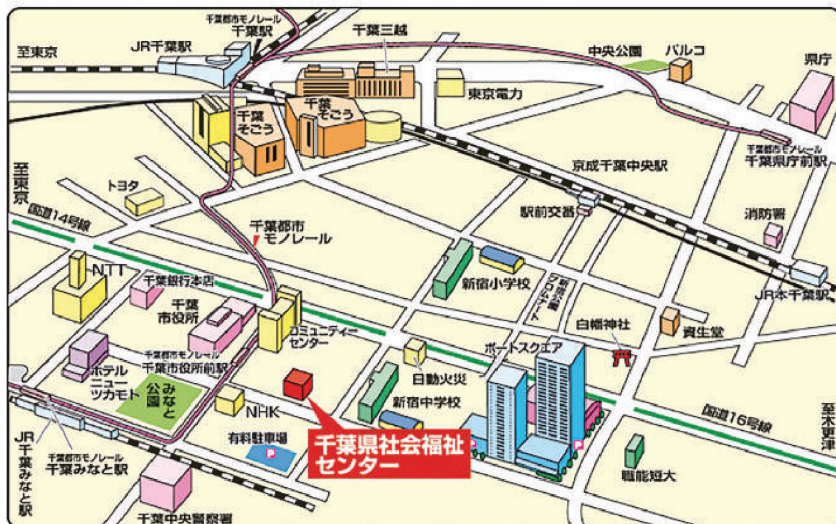 千葉都市モノレール
千葉駅
JR千葉駅
至東京
千葉三越
中央公園
パルコ
県庁
東京電力
千葉
そごう
千葉
そごう
千葉都市モノレール
千葉県庁前駅
京成千葉中央駅
至東京
トヨタ
国道14号線
駅前交番
消防署
千葉都市
モノレール
NTT
千葉銀行本店
千葉
市役所
新宿小学校
新宿公園
プロムナード
JR本千葉駅
コミュニティー
センター
白幡神社
資生堂
ポートスクエア
千葉都市モノレール
千葉市役所前駅
ホテル
ニュー
ツカモト
みなと
公園
日動火災
NHK
新宿中学校
国道16号線
至木更津
有料駐車場
P
千葉県社会福祉
センター
P
P
職能短大
JR千葉みなと駅
千葉都市モノレール
千葉みなと駅
千葉中央警察署